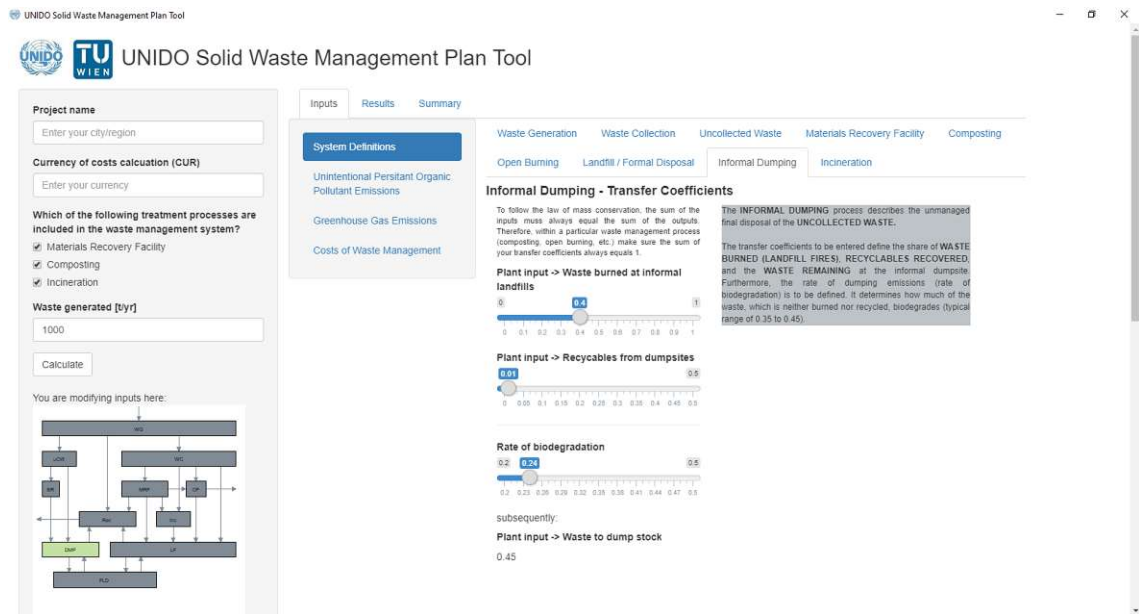 UNIDO Solid Waste Management Plan Tool
UNIDO
TU
WIEN
UNIDO Solid Waste Management Plan Tool
Project name
Enter your city/region
Currency of costs calcuation (CUR)
Enter your currency
Which of the following treatment processes are
included in the waste management system?
Materials Recovery Facility
Composting
Incineration
Waste generated [t/yr]
1000
Calculate
You are modifying inputs here:
WG
UCW
WC
BR
MRF
CP
Rec
INC
DMP
LF
PLD
Inputs
Results
Summary
System Definitions
Unintentional Persitant Organic
Pollutant Emissions
Greenhouse Gas Emissions
Costs of Waste Management
Waste Generation
Waste Collection
Uncollected Waste
Materials Recovery Facility
Composting
Open Burning
Landfill / Formal Disposal
Informal Dumping
Incineration
Informal Dumping - Transfer Coefficients
To follow the law of mass conservation, the sum of the
inputs muss always equal the sum of the outputs.
Therefore, within a particular waste management process
(composting, open burning, etc.) make sure the sum of
your transfer coefficients always equals 1.
Plant input -> Waste burned at informal
landfills
0 0.4 1
0 0.1 0.2 0.3 0.4 0.5 0.6 0.7 0.8 0.9 1
Plant input -> Recycables from dumpsites
0.01 0.5
0 0.05 0.1 0.15 0.2 0.25 0.3 0.35 0.4 0.45 0.5
Rate of biodegradation
0.2 0.24 0.5
0.2 0.23 0.26 0.29 0.32 0.35 0.38 0.41 0.44 0.47 0.5
subsequently:
Plant input -> Waste to dump stock
0.45
The INFORMAL DUMPING process describes the unmanaged
final disposal of the UNCOLLECTED WASTE.
The transfer coefficients to be entered define the share of WASTE
BURNED (LANDFILL FIRES), RECYCLABLES RECOVERED,
and the WASTE REMAINING at the informal dumpsite.
Furthermore, the rate of dumping emissions (rate of
biodegradation) is to be defined. It determines how much of the
waste, which is neither burned nor recycled, biodegrades (typical
range of 0.35 to 0.45).